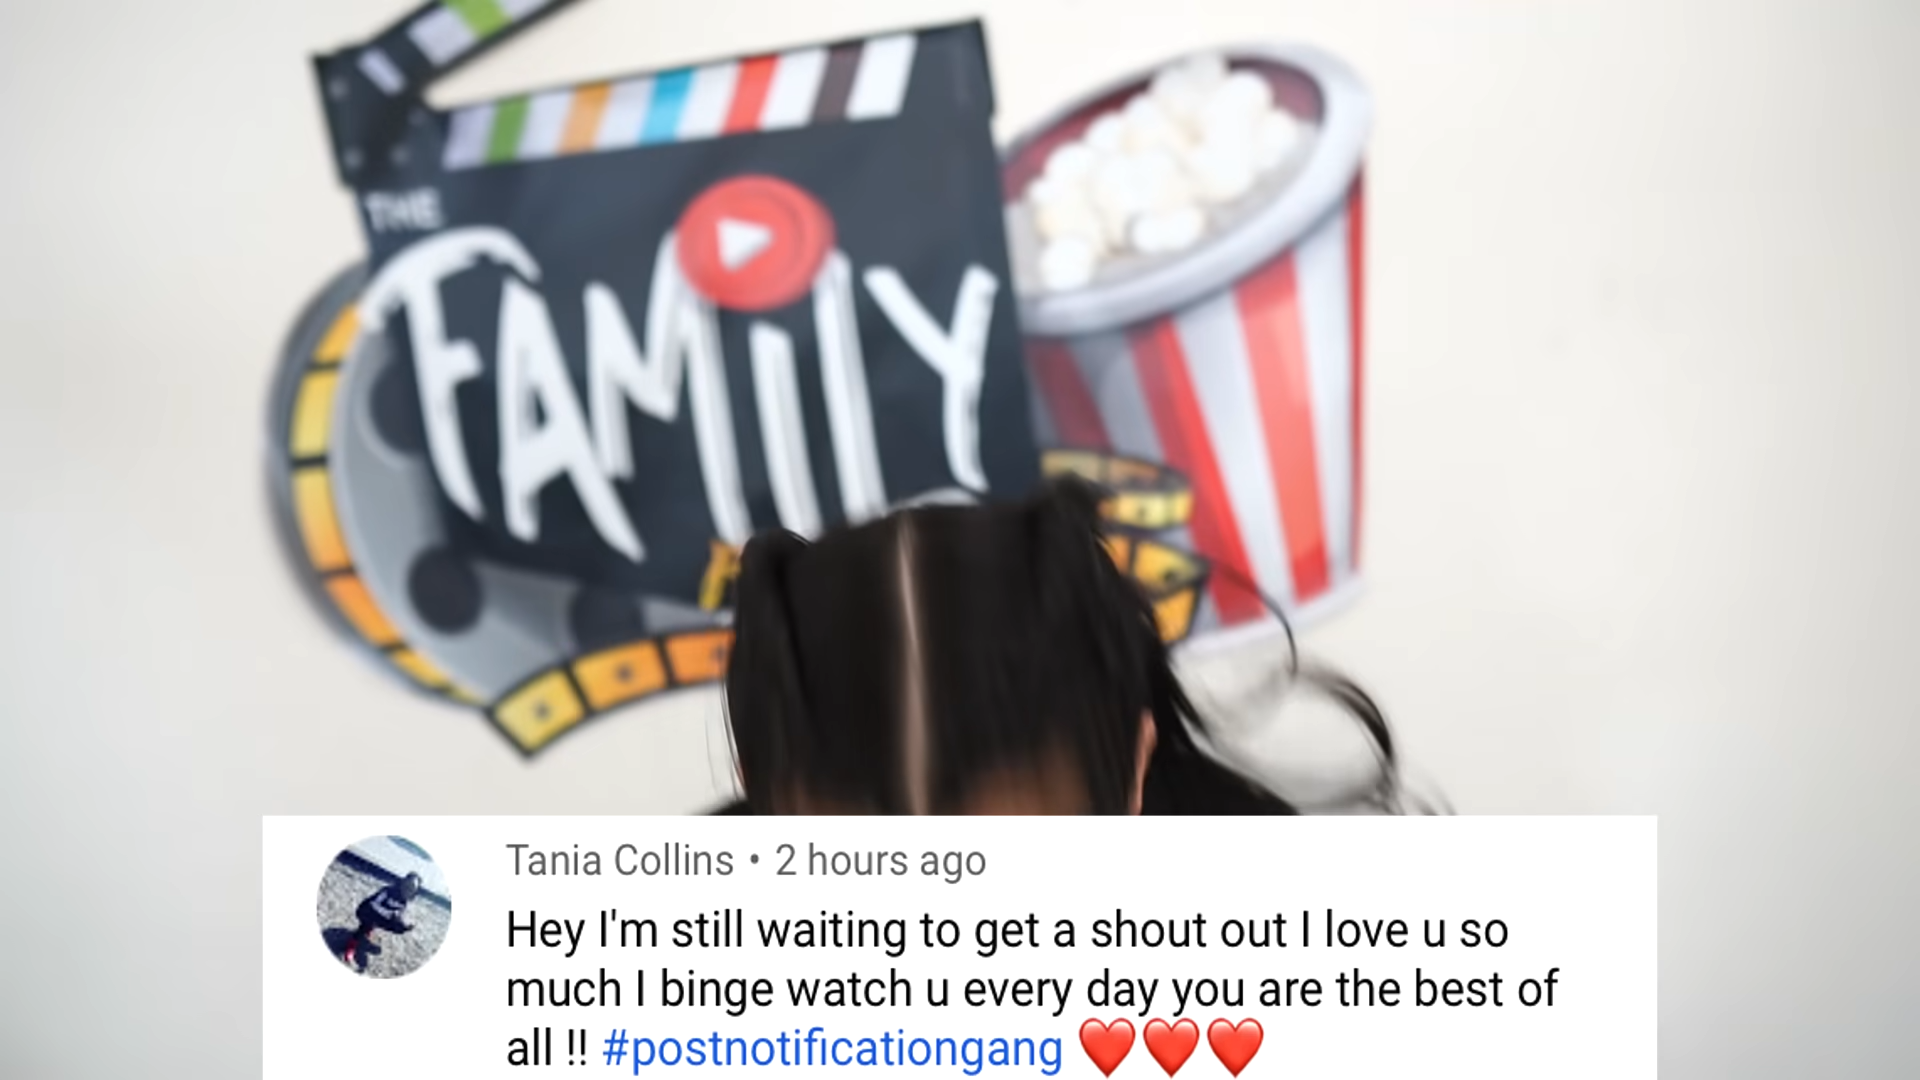 THE
FAMiLY
Tania Collins • 2 hours ago
Hey I'm still waiting to get a shout out I love u so
much I binge watch u every day you are the best of
all !! #postnotificationgang ❤️❤️❤️